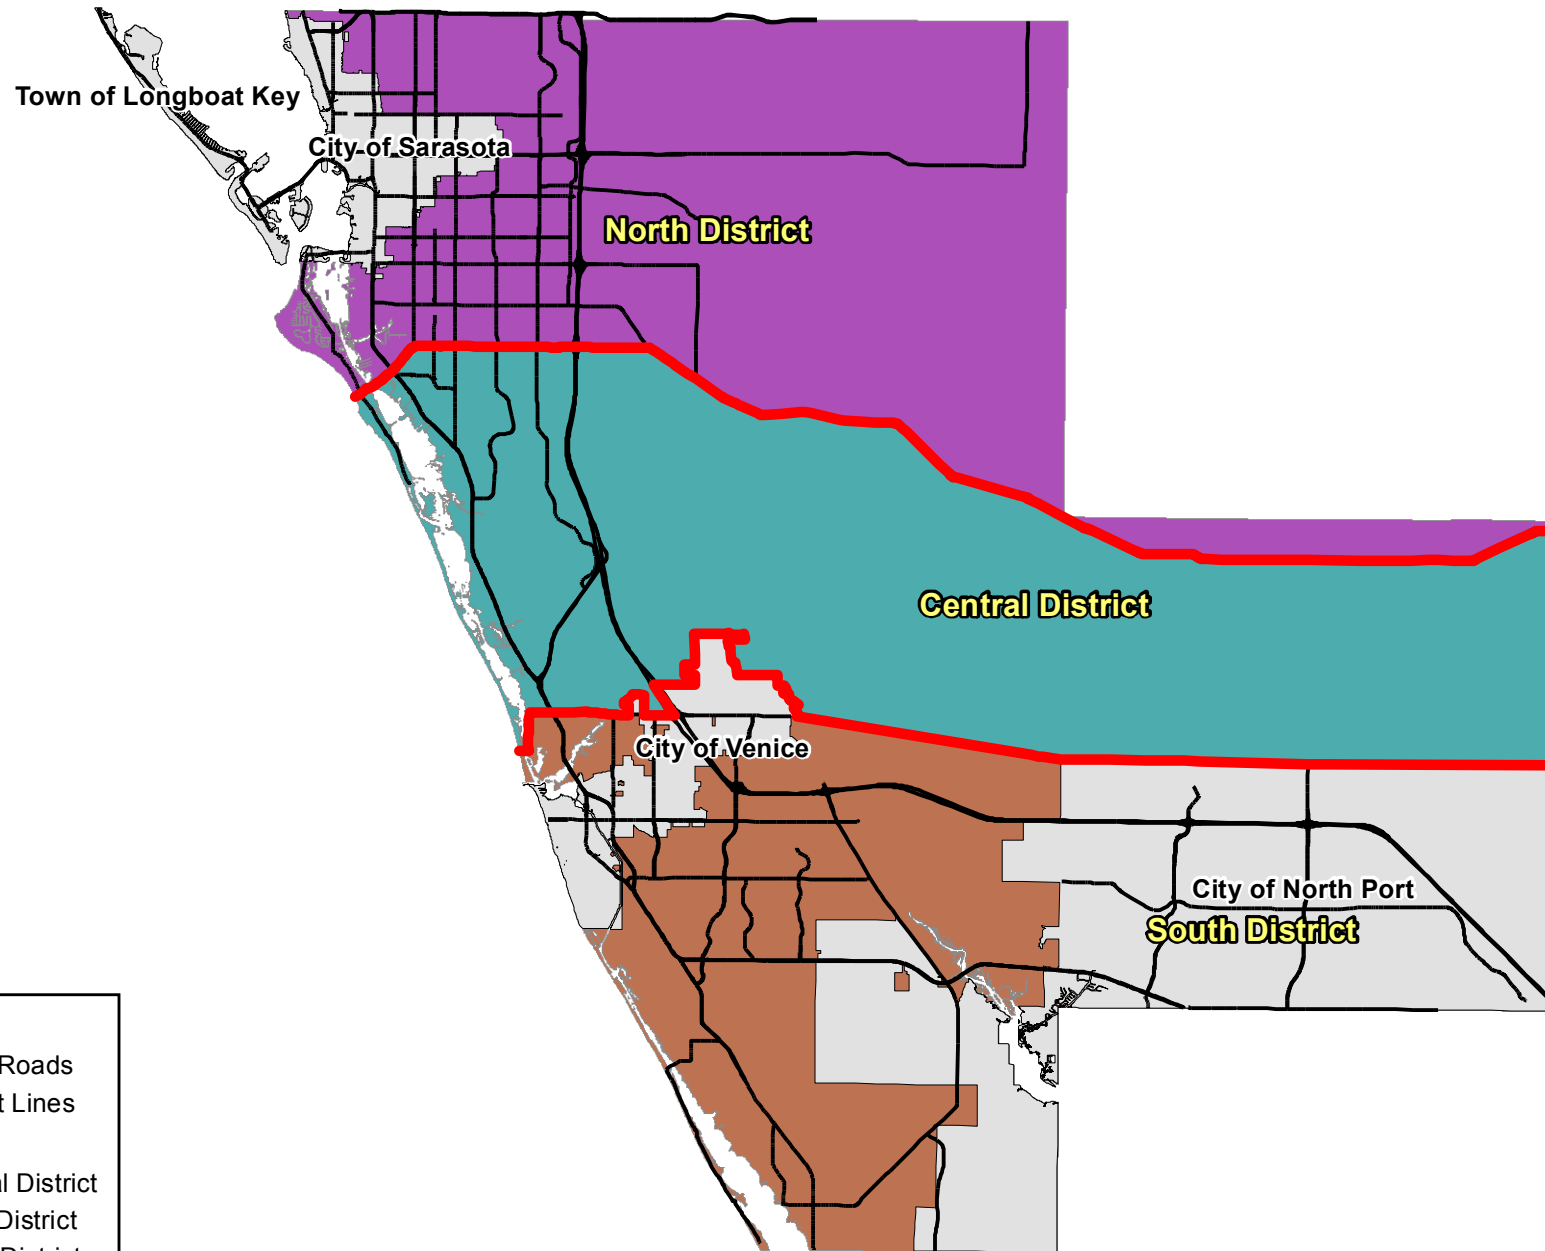 Town of Longboat Key
City of Sarasota
North District
Central District
City of Venice
City of North Port
South District
Roads
Lines
District
District
District